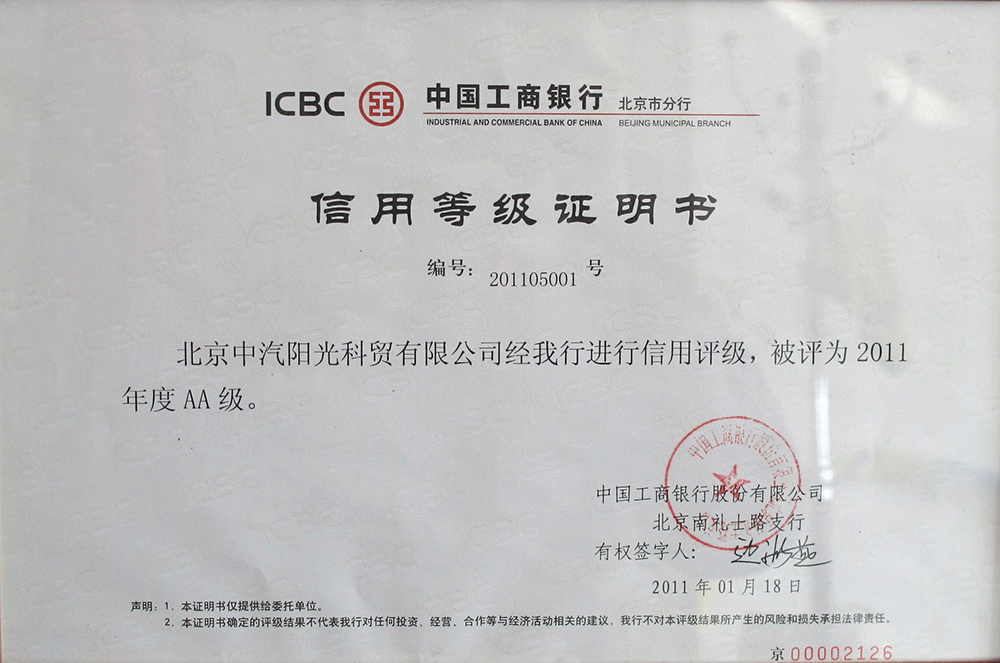 ICBC 中国工商银行 北京市分行
INDUSTRIAL AND COMMERCIAL BANK OF CHINA BEIJING MUNICIPAL BRANCH
信用等级证明书
编号：201105001 号
北京中汽阳光科贸有限公司经我行进行信用评级，被评为 2011
年度 AA 级。
中国工商银行股份有限公司
北京南礼士路支行
有权签字人：
2011 年 01 月 18 日
声明：1．本证明书仅提供给委托单位。
2．本证明书确定的评级结果不代表我行对任何投资、经营、合作等与经济活动相关的建议，我行不对本评级结果所产生的风险和损失承担法律责任。
京 00002126